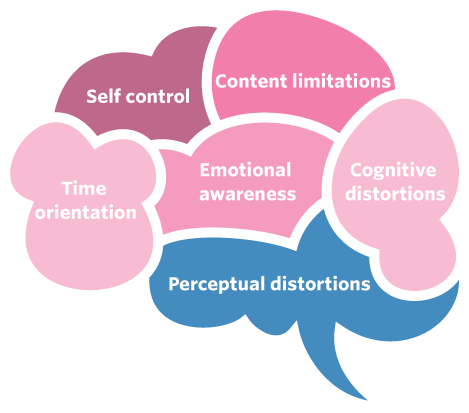 Self control
Content limitations
Time
orientation
Emotional
awareness
Cognitive
distortions
Perceptual distortions